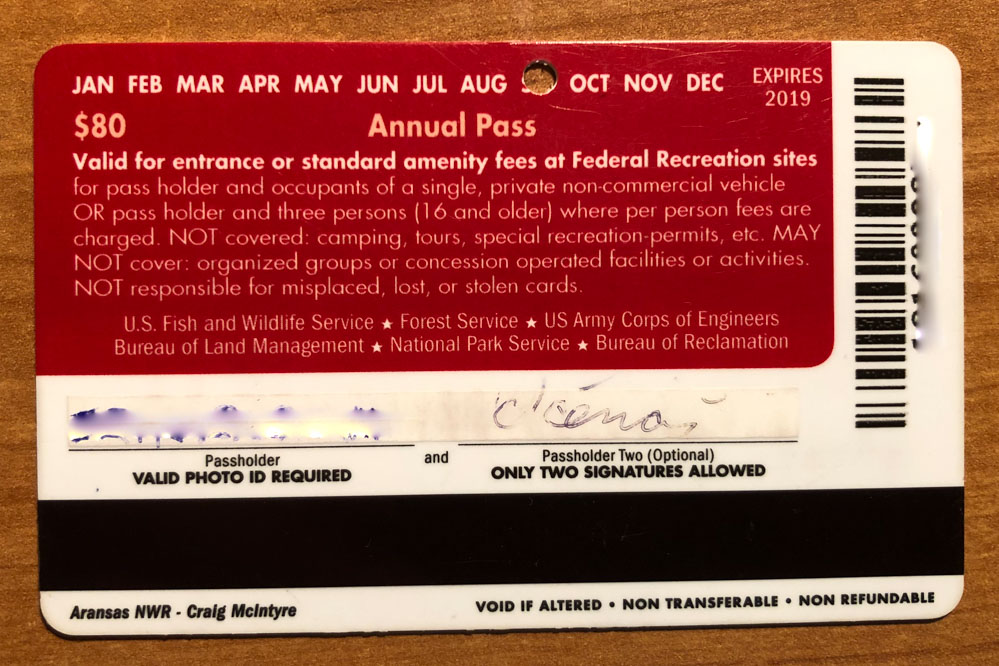 JAN FEB MAR APR MAY JUN JUL AUG OCT NOV DEC
EXPIRES
2019
$80 Annual Pass
Valid for entrance or standard amenity fees at Federal Recreation sites
for pass holder and occupants of a single, private non-commercial vehicle
OR pass holder and three persons (16 and older) where per person fees are
charged. NOT covered: camping, tours, special recreation-permits, etc. MAY
NOT cover: organized groups or concession operated facilities or activities.
NOT responsible for misplaced, lost, or stolen cards.
U.S. Fish and Wildlife Service ★ Forest Service ★ US Army Corps of Engineers
Bureau of Land Management ★ National Park Service ★ Bureau of Reclamation
Passholder and Passholder Two (Optional)
VALID PHOTO ID REQUIRED ONLY TWO SIGNATURES ALLOWED
Aransas NWR - Craig McIntyre VOID IF ALTERED • NON TRANSFERABLE • NON REFUNDABLE